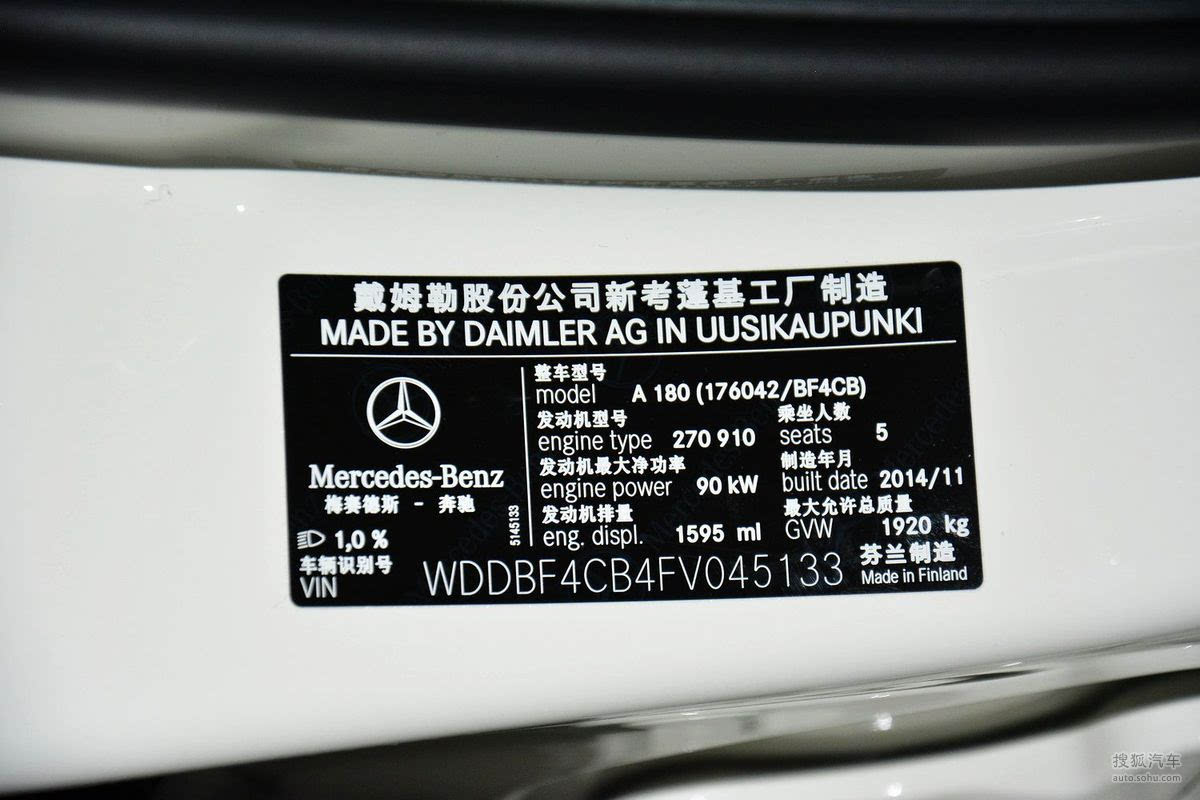 戴姆勒股份公司新考蓬基工厂制造
MADE BY DAIMLER AG IN UUSIKAUPUNKI
Mercedes-Benz
梅赛德斯 - 奔驰
1,0 %
5145133
整车型号
model A 180 (176042/BF4CB)
发动机型号 乘坐人数
engine type 270 910 seats 5
发动机最大净功率 制造年月
engine power 90 kW built date 2014/11
发动机排量 最大允许总质量
eng. displ. 1595 ml GVW 1920 kg
车辆识别号 芬兰制造
VIN WDDBF4CB4FV045133 Made in Finland
搜狐汽车
auto.sohu.com